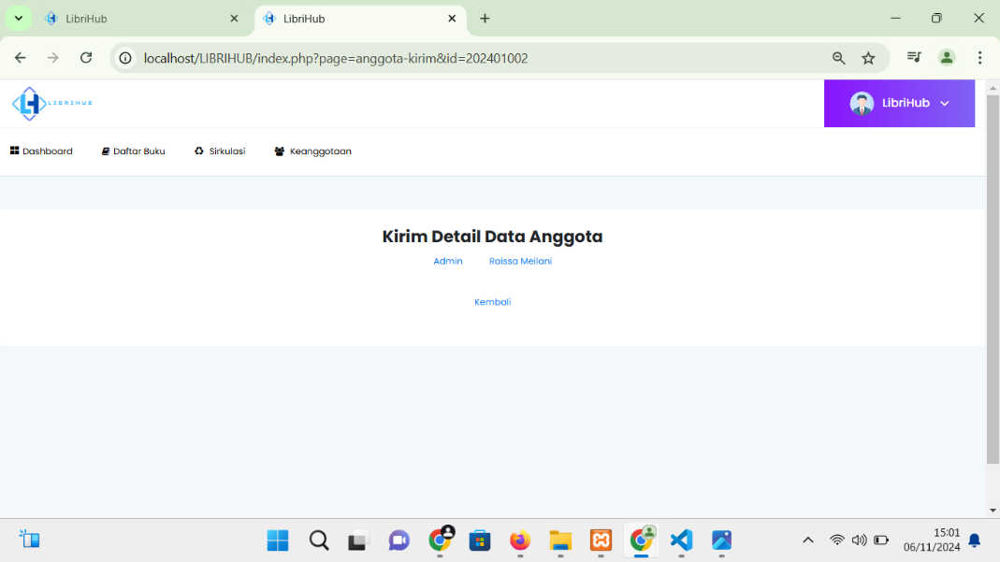 LibriHub
LibriHub
localhost/LIBRIHUB/index.php?page=anggota-kirim&id=202401002
LIBRIHUB
LibriHub
Dashboard
Daftar Buku
Sirkulasi
Keanggotaan
Kirim Detail Data Anggota
Admin
Raissa Meilani
Kembali
15:01
06/11/2024